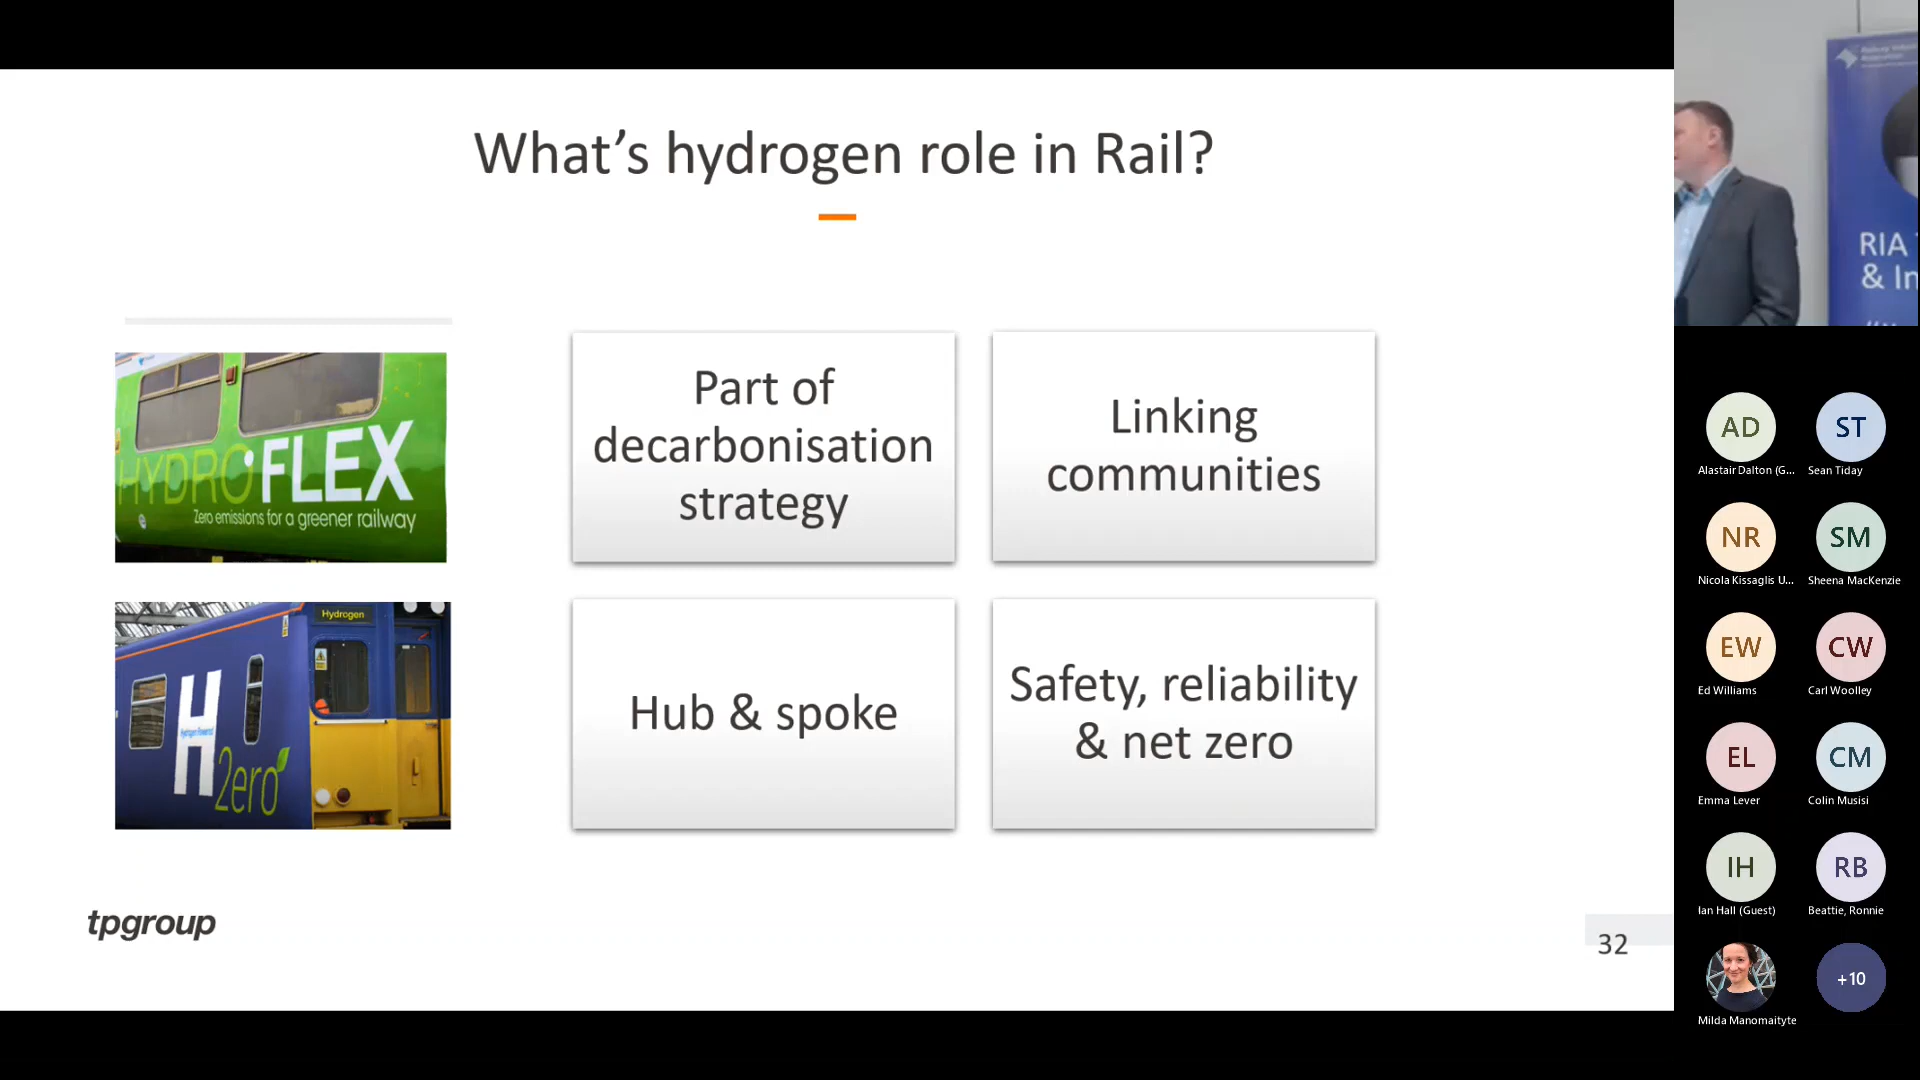 What’s hydrogen role in Rail?
HYDROFLEX
Zero emissions for a greener railway
Part of
decarbonisation
strategy
Linking
communities
Hydrogen
H
2ero
Hub & spoke
Safety, reliability
& net zero
tpgroup
32
RIA
& In
AD
ST
Alastair Dalton (G...
Sean Tiday
NR
SM
Nicola Kissaglis U...
Sheena MacKenzie
EW
CW
Ed Williams
Carl Woolley
EL
CM
Emma Lever
Colin Musisi
IH
RB
Ian Hall (Guest)
Beattie, Ronnie
+10
Milda Manomaityte